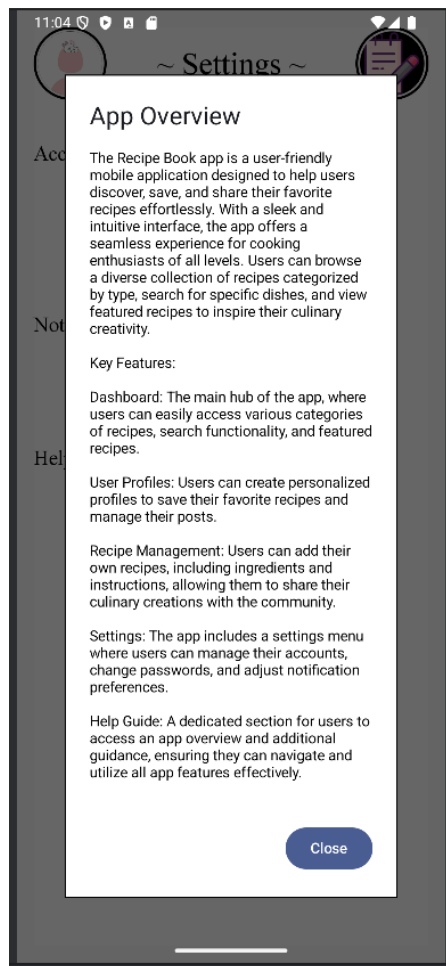 11:04
~ Settings ~
App Overview
Acc
The Recipe Book app is a user-friendly
mobile application designed to help users
discover, save, and share their favorite
recipes effortlessly. With a sleek and
intuitive interface, the app offers a
seamless experience for cooking
enthusiasts of all levels. Users can browse
a diverse collection of recipes categorized
by type, search for specific dishes, and view
featured recipes to inspire their culinary
creativity.
Not
Key Features:
Dashboard: The main hub of the app, where
users can easily access various categories
of recipes, search functionality, and featured
recipes.
Hel
User Profiles: Users can create personalized
profiles to save their favorite recipes and
manage their posts.
Recipe Management: Users can add their
own recipes, including ingredients and
instructions, allowing them to share their
culinary creations with the community.
Settings: The app includes a settings menu
where users can manage their accounts,
change passwords, and adjust notification
preferences.
Help Guide: A dedicated section for users to
access an app overview and additional
guidance, ensuring they can navigate and
utilize all app features effectively.
Close